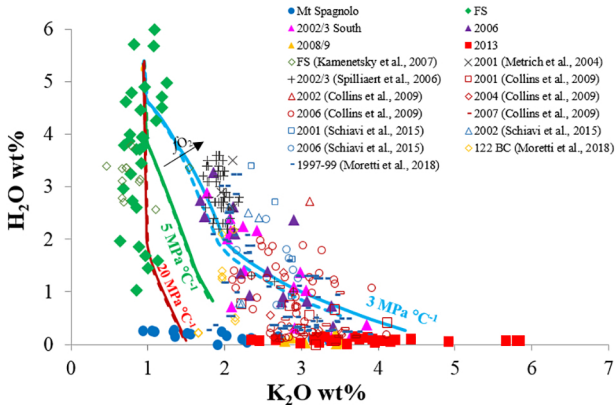 Mt Spagnolo
FS
2002/3 South
2006
2008/9
2013
FS (Kamenetsky et al., 2007)
2001 (Metrich et al., 2004)
2002/3 (Spilliaert et al., 2006)
2001 (Collins et al., 2009)
2002 (Collins et al., 2009)
2004 (Collins et al., 2009)
2006 (Collins et al., 2009)
2007 (Collins et al., 2009)
2001 (Schiavi et al., 2015)
2002 (Schiavi et al., 2015)
2006 (Schiavi et al., 2015)
122 BC (Moretti et al., 2018)
1997-99 (Moretti et al., 2018)
6
5
4
3
2
1
0
H₂O wt%
fO₂
5 MPa °C⁻¹
20 MPa °C⁻¹
3 MPa °C⁻¹
0 1 2 3 4 5 6 7
K₂O wt%